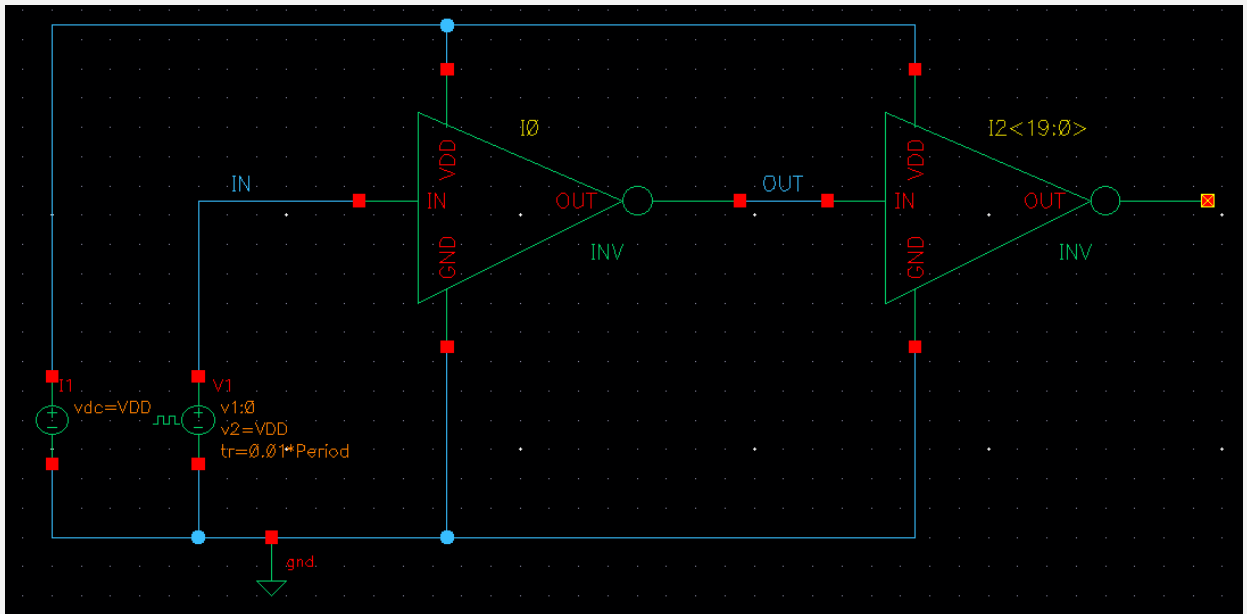 I0
I2<19:0>
VDD
VDD
IN
IN
OUT
OUT
IN
OUT
GND
INV
GND
INV
I1
vdc=VDD
V1
v1:0
v2=VDD
tr=0.01*Period
gnd